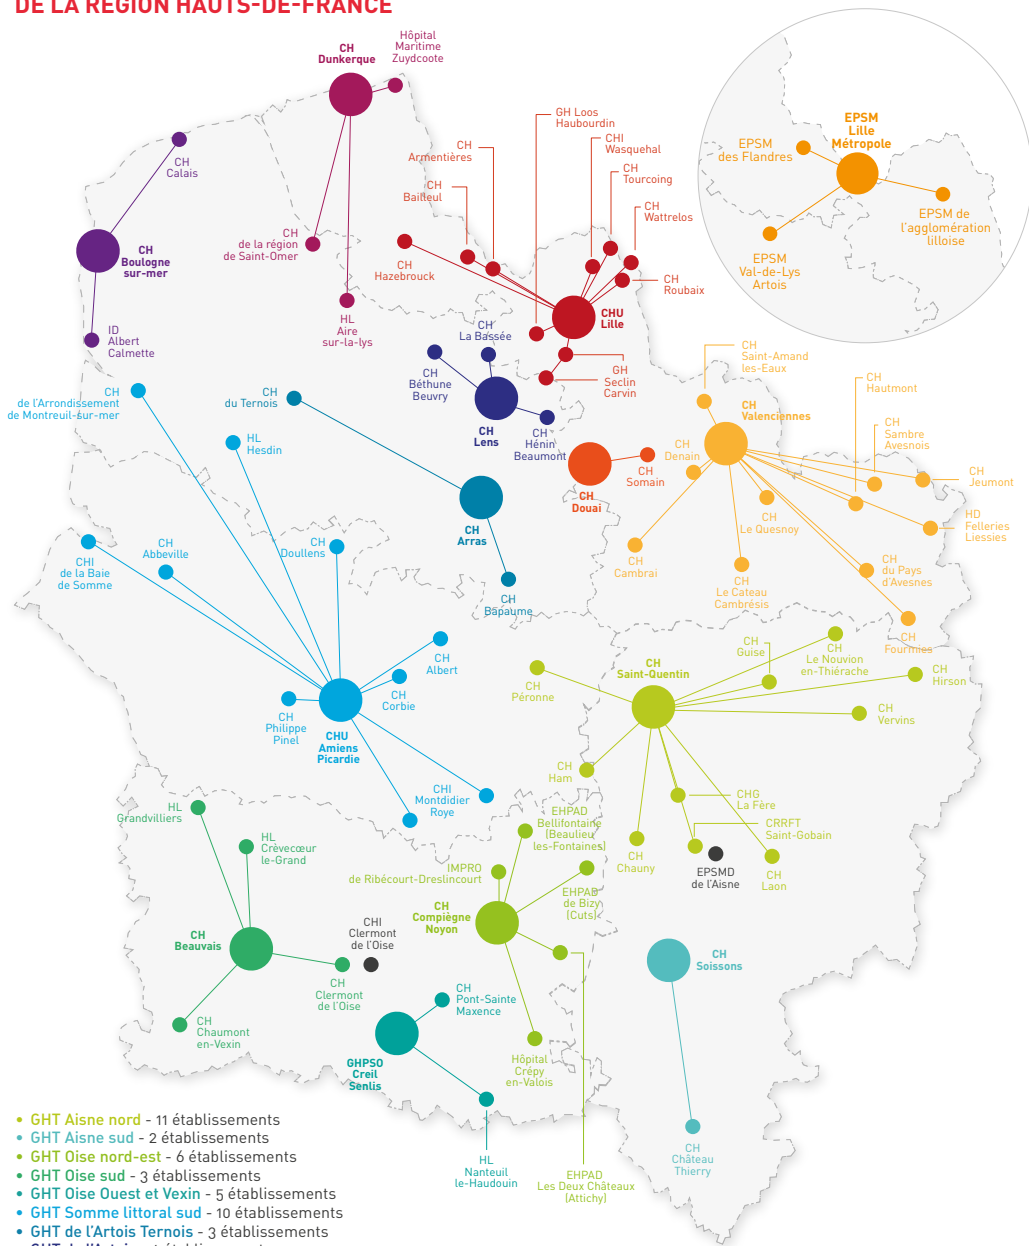 DE LA RÉGION HAUTS-DE-FRANCE
CH
Dunkerque
Hôpital
Maritime
Zuydcoote
CH
Calais
CH
Boulogne
sur-mer
ID
Albert
Calmette
CH
de la région
de Saint-Omer
HL
Aire
sur-la-lys
CH
Armentières
CH
Bailleul
CH
Hazebrouck
GH Loos
Haubourdin
CHI
Wasquehal
CH
Tourcoing
CH
Wattrelos
CH
Roubaix
CHU
Lille
GH
Seclin
Carvin
EPSM
Lille
Métropole
EPSM
des Flandres
EPSM de
l'agglomération
lilloise
EPSM
Val-de-Lys
Artois
CH
La Bassée
CH
Béthune
Beuvry
CH
Lens
CH
Hénin
Beaumont
CH
de l'Arrondissement
de Montreuil-sur-mer
CH
du Ternois
HL
Hesdin
CH
Arras
CH
Bapaume
CH
Douai
CH
Somain
CH
Saint-Amand
les-Eaux
CH
Valenciennes
CH
Denain
CH
Hautmont
CH
Sambre
Avesnois
CH
Jeumont
HD
Felleries
Liessies
CH
Le Quesnoy
CH
Cambrai
CH
Le Cateau
Cambrésis
CH
du Pays
d'Avesnes
CH
Fourmies
CHI
de la Baie
de Somme
CH
Abbeville
CH
Doullens
CH
Albert
CH
Corbie
CH
Philippe
Pinel
CHU
Amiens
Picardie
CHI
Montdidier
Roye
CH
Saint-Quentin
CH
Péronne
CH
Guise
CH
Le Nouvion
en-Thiérache
CH
Hirson
CH
Vervins
CH
Ham
CHG
La Fère
CRRFT
Saint-Gobain
CH
Chauny
EPSMD
de l'Aisne
CH
Laon
HL
Grandvilliers
HL
Crèvecœur
le-Grand
CH
Beauvais
CHI
Clermont
de l'Oise
CH
Clermont
de l'Oise
CH
Chaumont
en-Vexin
EHPAD
Bellifontaine
(Beaulieu
les-Fontaines)
IMPRO
de Ribécourt-Dreslincourt
EHPAD
de Bizy
(Cuts)
CH
Compiègne
Noyon
Hôpital
Crépy
en-Valois
EHPAD
Les Deux Châteaux
(Attichy)
CH
Pont-Sainte
Maxence
GHPSO
Creil
Senlis
HL
Nanteuil
le-Haudouin
CH
Soissons
CH
Château
Thierry
• GHT Aisne nord - 11 établissements
• GHT Aisne sud - 2 établissements
• GHT Oise nord-est - 6 établissements
• GHT Oise sud - 3 établissements
• GHT Oise Ouest et Vexin - 5 établissements
• GHT Somme littoral sud - 10 établissements
• GHT de l'Artois Ternois - 3 établissements